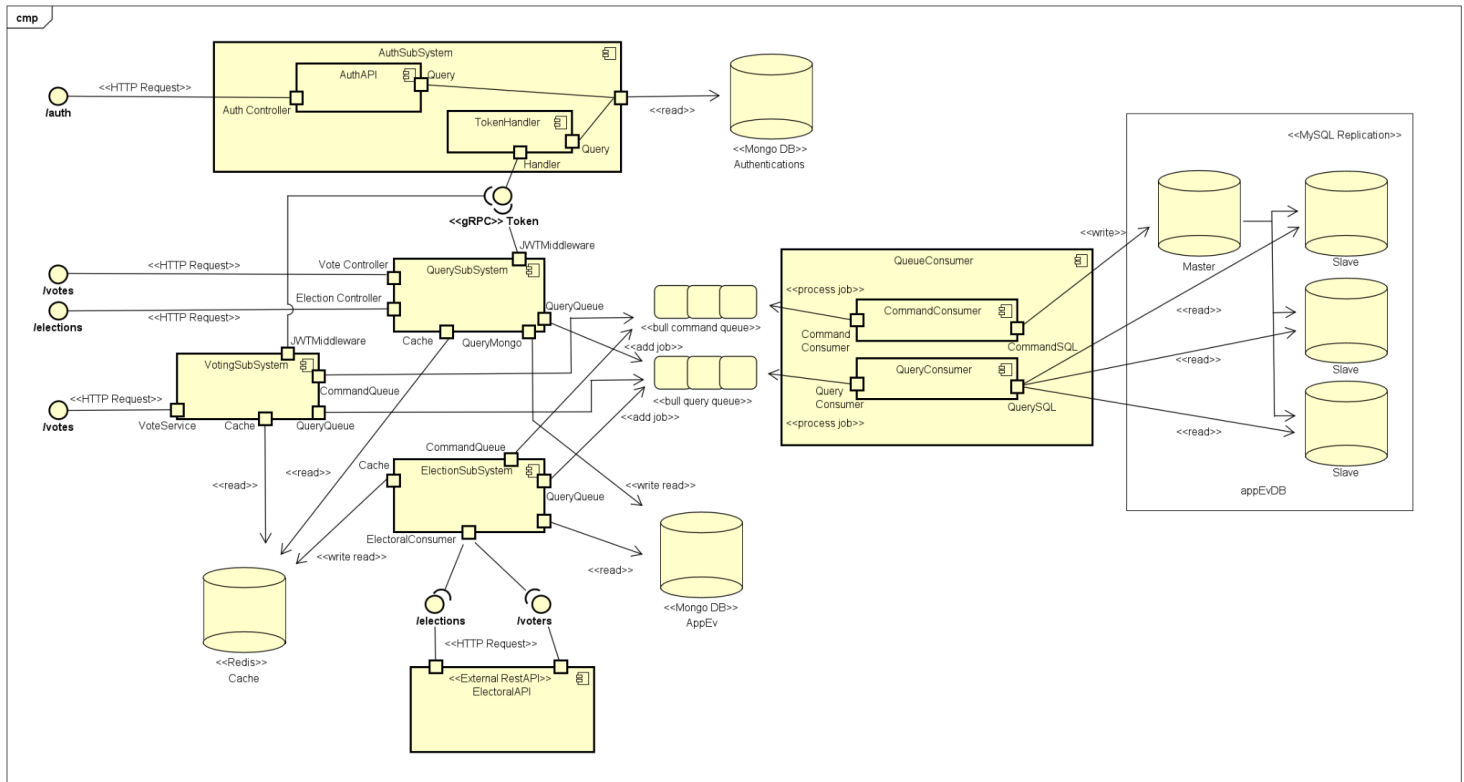 cmp
AuthSubSystem
AuthAPI
Query
<<HTTP Request>>
/auth
Auth Controller
TokenHandler
Query
Handler
<<read>>
<<Mongo DB>>
Authentications
<<gRPC>> Token
JWTMiddleware
<<MySQL Replication>>
Master
Slave
Slave
Slave
appEvDB
<<write>>
<<read>>
<<read>>
<<read>>
<<HTTP Request>>
/votes
Vote Controller
QuerySubSystem
Election Controller
/elections
<<HTTP Request>>
QueryQueue
Cache
QueryMongo
JWTMiddleware
VotingSubSystem
CommandQueue
<<HTTP Request>>
/votes
VoteService
Cache
QueryQueue
<<bull command queue>>
<<add job>>
<<bull query queue>>
<<add job>>
QueueConsumer
<<process job>>
CommandConsumer
Command
Consumer
CommandSQL
QueryConsumer
Query
Consumer
QuerySQL
<<process job>>
CommandQueue
Cache
ElectionSubSystem
QueryQueue
ElectoralConsumer
<<read>>
<<read>>
<<write read>>
<<write read>>
<<read>>
<<Mongo DB>>
AppEv
<<Redis>>
Cache
/elections
/voters
<<HTTP Request>>
<<External RestAPI>>
ElectoralAPI